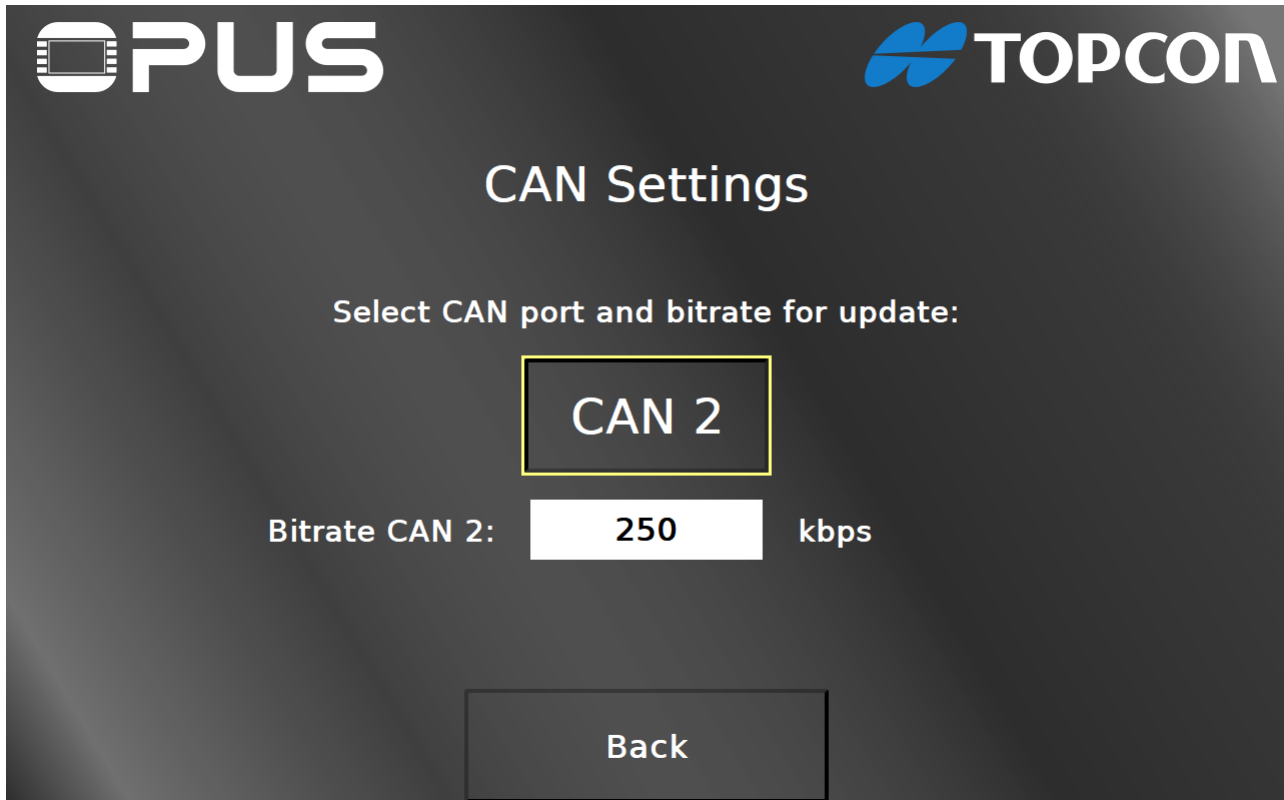 OPUS
TOPCON
CAN Settings
Select CAN port and bitrate for update:
CAN 2
Bitrate CAN 2: 250 kbps
Back